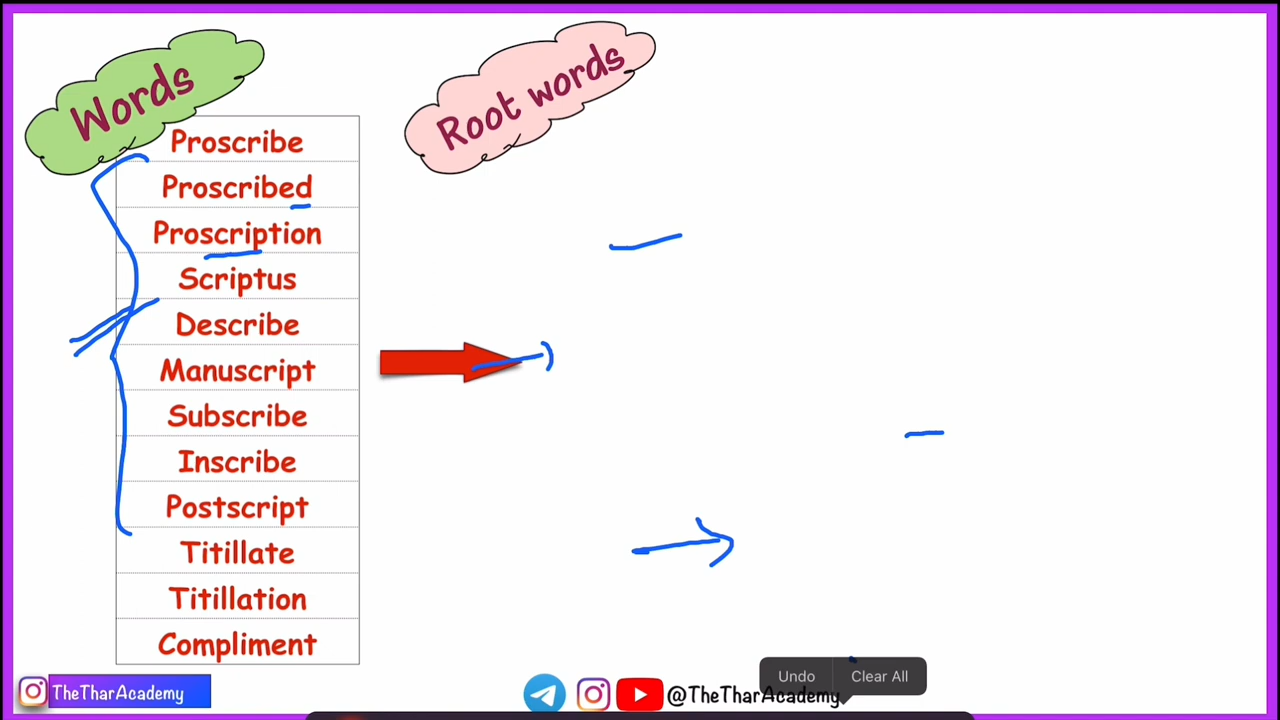 Words
Root words
Proscribe
Proscribed
Proscription
Scriptus
Describe
Manuscript
Subscribe
Inscribe
Postscript
Titillate
Titillation
Compliment
Undo
Clear All
TheTharAcademy
@TheTharAcademy